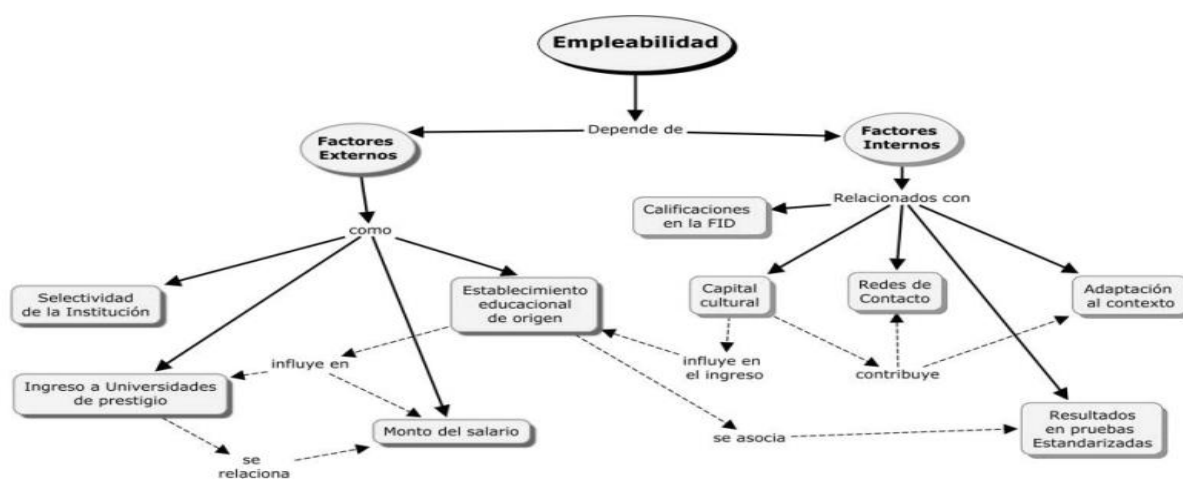 Empleabilidad
Depende de
Factores
Externos
Factores
Internos
como
Relacionados con
Calificaciones
en la FID
Selectividad
de la Institución
Establecimiento
educacional
de origen
Capital
cultural
Redes de
Contacto
Adaptación
al contexto
influye en
influye en
el ingreso
contribuye
Ingreso a Universidades
de prestigio
Monto del salario
se asocia
Resultados
en pruebas
Estandarizadas
se
relaciona